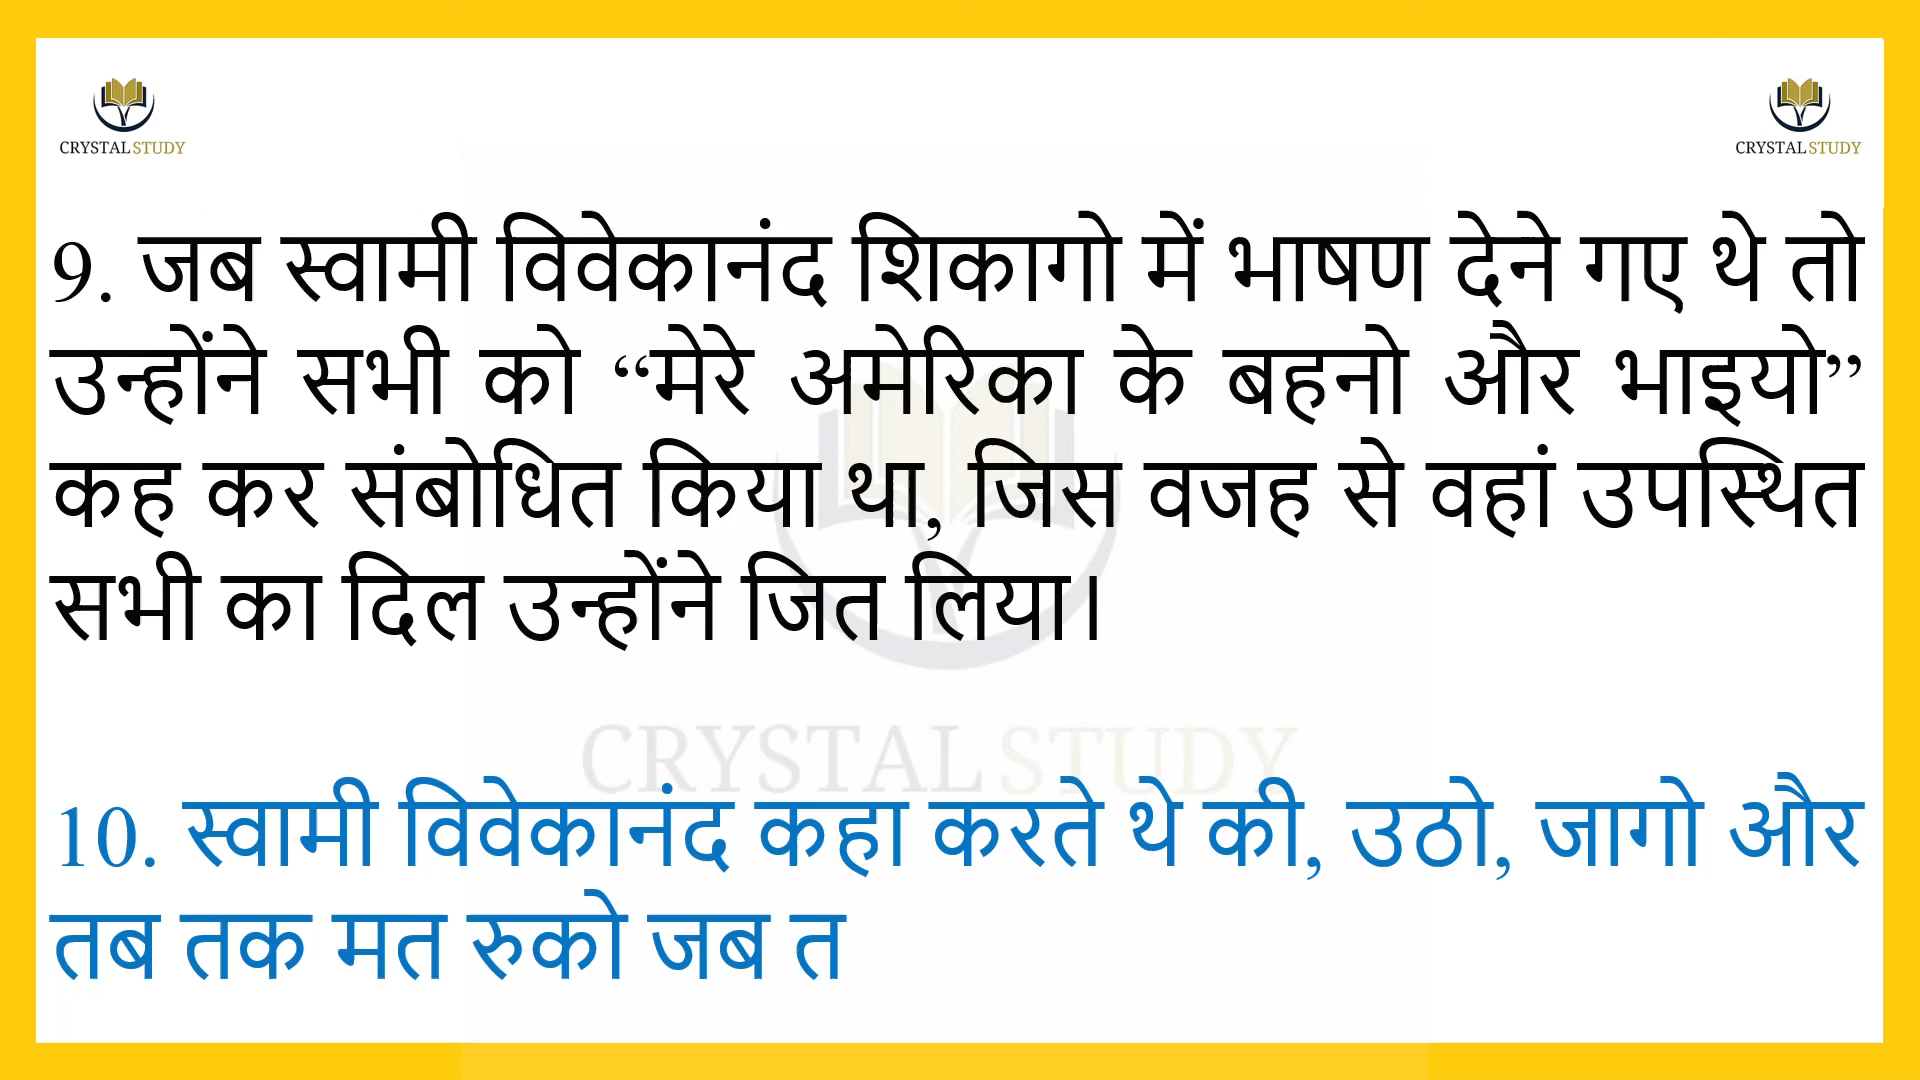 CRYSTAL STUDY
CRYSTAL STUDY
9. जब स्वामी विवेकानंद शिकागो में भाषण देने गए थे तो
उन्होंने सभी को “मेरे अमेरिका के बहनो और भाइयो”
कह कर संबोधित किया था, जिस वजह से वहां उपस्थित
सभी का दिल उन्होंने जित लिया।
CRYSTAL STUDY
10. स्वामी विवेकानंद कहा करते थे की, उठो, जागो और
तब तक मत रुको जब त